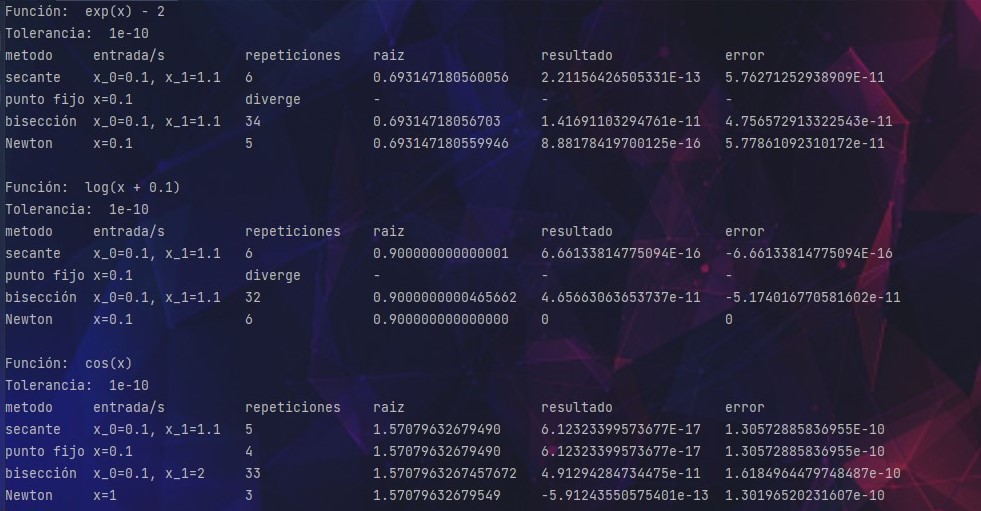 Función:  exp(x) - 2
Tolerancia:  1e-10
metodo     entrada/s          repeticiones    raiz                 resultado              error
secante    x_0=0.1, x_1=1.1   6               0.693147180560056    2.21156426505331E-13   5.76271252938909E-11
punto fijo x=0.1              diverge         -                    -                      -
bisección  x_0=0.1, x_1=1.1   34              0.69314718056703     1.41691103294761e-11   4.756572913322543e-11
Newton     x=0.1              5               0.693147180559946    8.88178419700125e-16   5.77861092310172e-11
Función:  log(x + 0.1)
Tolerancia:  1e-10
metodo     entrada/s          repeticiones    raiz                 resultado              error
secante    x_0=0.1, x_1=1.1   6               0.900000000000001    6.66133814775094E-16   -6.66133814775094E-16
punto fijo x=0.1              diverge         -                    -                      -
bisección  x_0=0.1, x_1=1.1   32              0.9000000000465662   4.65663063653737e-11   -5.174016770581602e-11
Newton     x=0.1              6               0.900000000000000    0                      0
Función:  cos(x)
Tolerancia:  1e-10
metodo     entrada/s          repeticiones    raiz                 resultado              error
secante    x_0=0.1, x_1=1.1   5               1.57079632679490     6.12323399573677E-17   1.30572885836955E-10
punto fijo x=0.1              4               1.57079632679490     6.12323399573677e-17   1.30572885836955e-10
bisección  x_0=0.1, x_1=2     33              1.5707963267457672   4.91294284734475e-11   1.6184964479748487e-10
Newton     x=1                3               1.57079632679549     -5.91243550575401e-13  1.30196520231607e-10